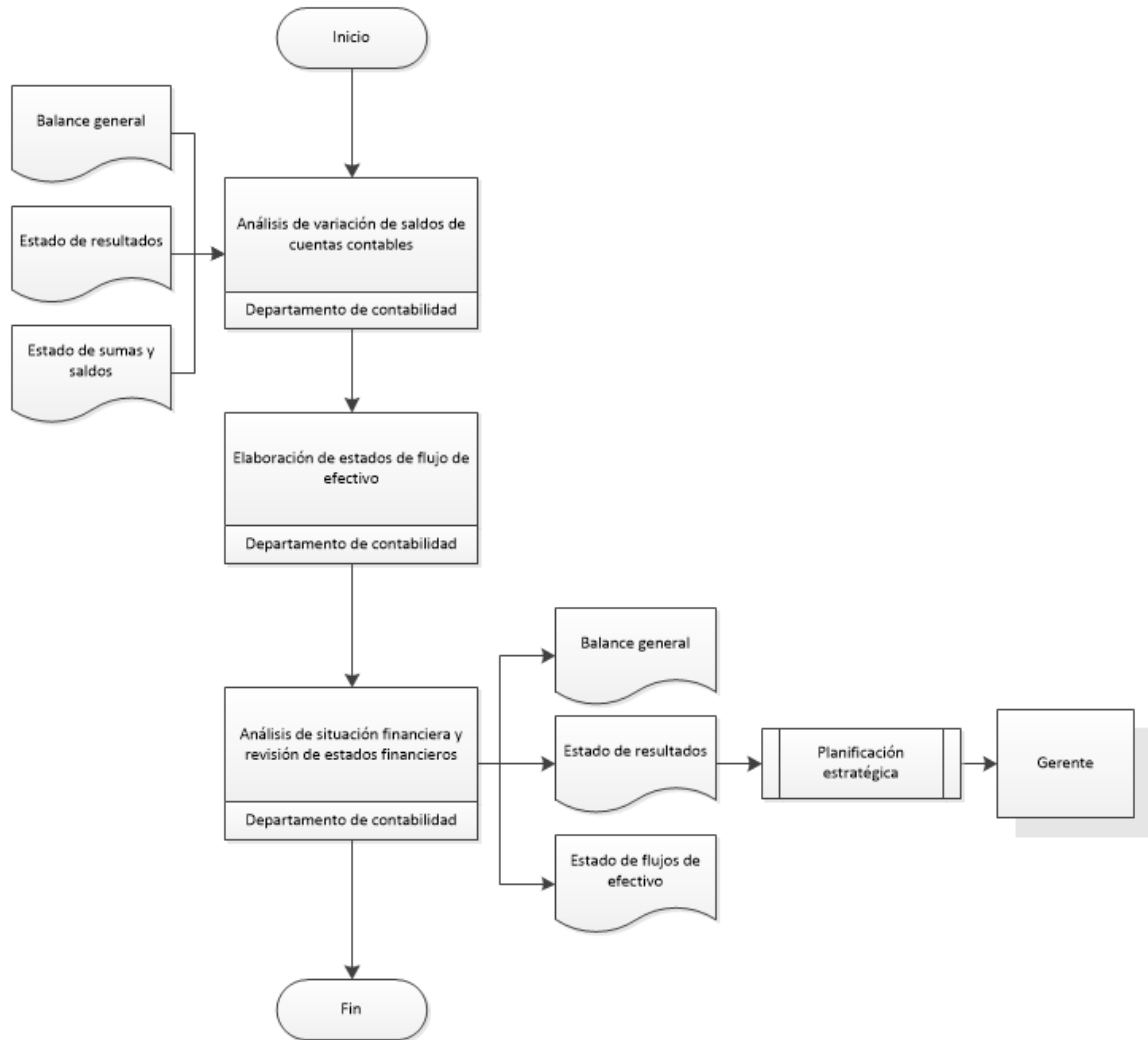 Inicio
Balance general
Estado de resultados
Estado de sumas y
saldos
Análisis de variación de saldos de
cuentas contables
Departamento de contabilidad
Elaboración de estados de flujo de
efectivo
Departamento de contabilidad
Análisis de situación financiera y
revisión de estados financieros
Departamento de contabilidad
Balance general
Estado de resultados
Estado de flujos de
efectivo
Planificación
estratégica
Gerente
Fin